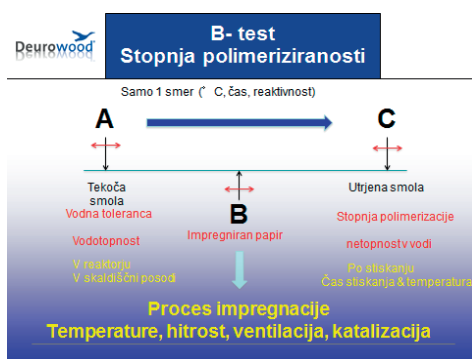 Deurowood
B- test
Stopnja polimeriziranosti
Samo 1 smer (° C, čas, reaktivnost)
A
C
Tekoča
smola
Vodna toleranca
Vodotopnost
V reaktorju
V skaldiščni posodi
B
Impregniran papir
Utrjena smola
Stopnja polimerizacije
netopnost v vodi
Po stiskanju
Čas stiskanja & temperatura
Proces impregnacije
Temperature, hitrost, ventilacija, katalizacija